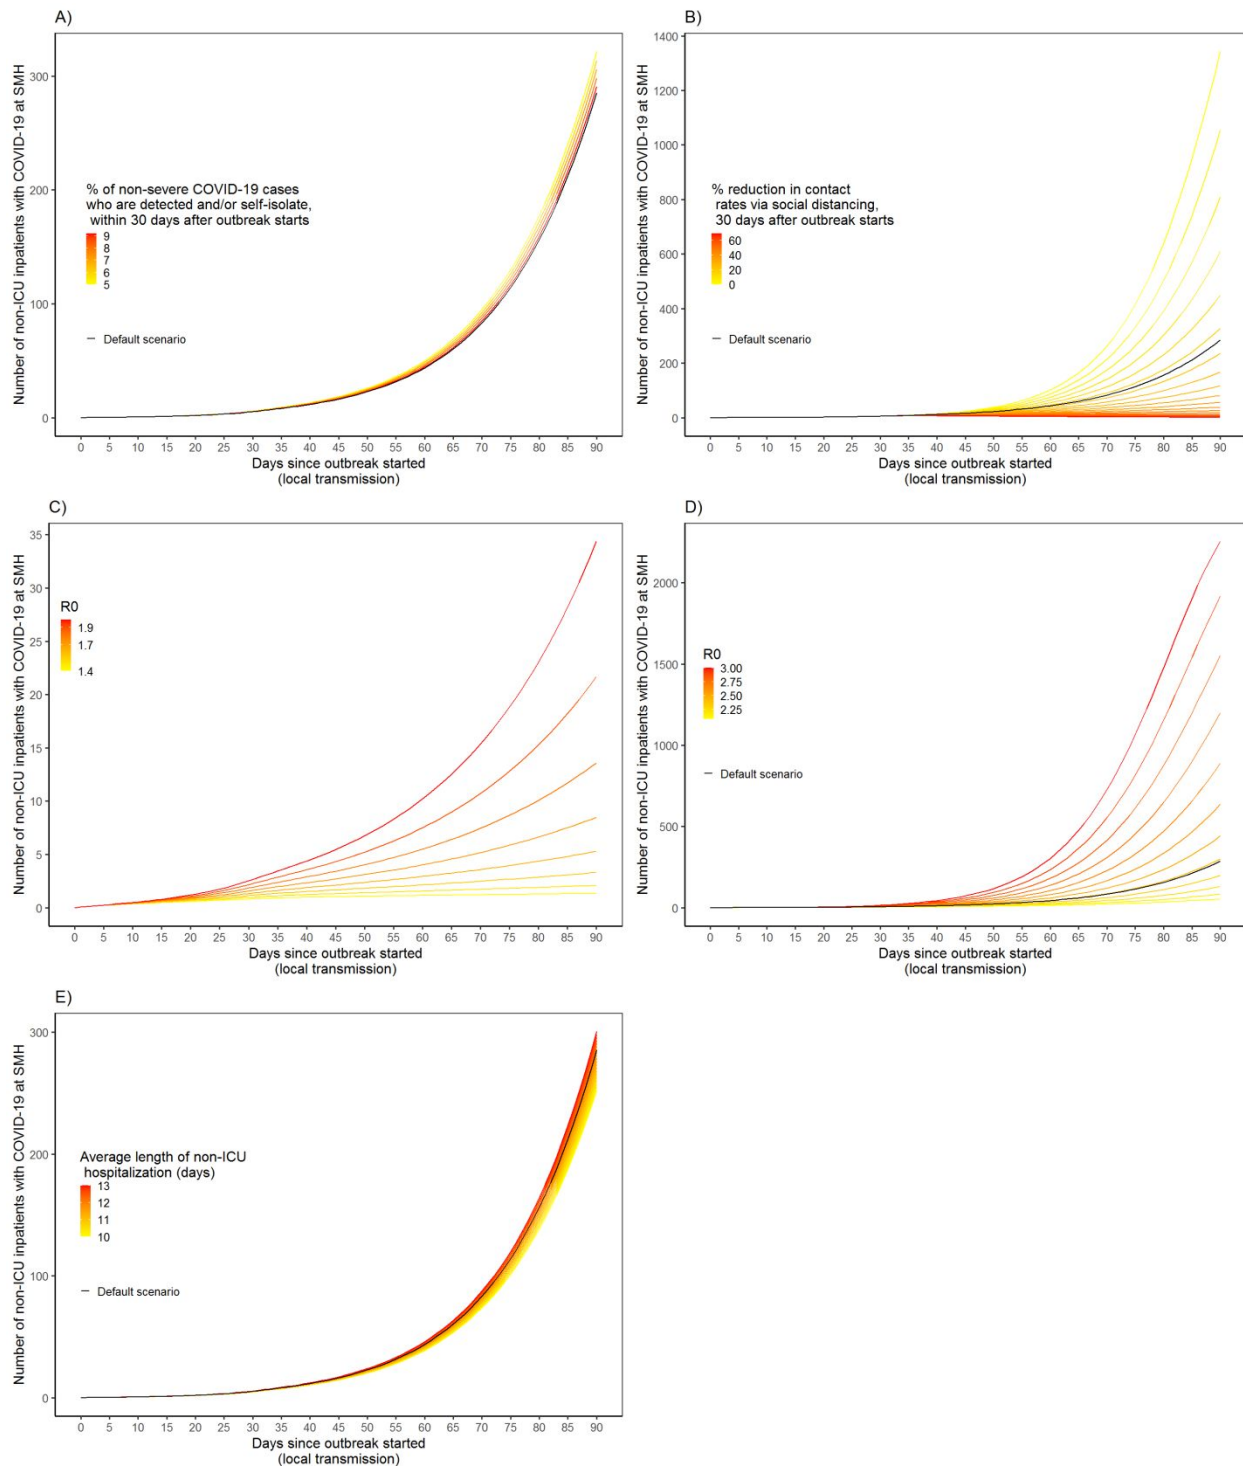 A)
Number of non-ICU inpatients with COVID-19 at SMH
300
200
100
0
% of non-severe COVID-19 cases
who are detected and/or self-isolate,
within 30 days after outbreak starts
9
8
7
6
5
Default scenario
0 5 10 15 20 25 30 35 40 45 50 55 60 65 70 75 80 85 90
Days since outbreak started
(local transmission)
B)
Number of non-ICU inpatients with COVID-19 at SMH
1400
1200
1000
800
600
400
200
0
% reduction in contact
rates via social distancing,
30 days after outbreak starts
60
40
20
0
Default scenario
0 5 10 15 20 25 30 35 40 45 50 55 60 65 70 75 80 85 90
Days since outbreak started
(local transmission)
C)
Number of non-ICU inpatients with COVID-19 at SMH
35
30
25
20
15
10
5
0
R0
1.9
1.7
1.4
0 5 10 15 20 25 30 35 40 45 50 55 60 65 70 75 80 85 90
Days since outbreak started
(local transmission)
D)
Number of non-ICU inpatients with COVID-19 at SMH
2000
1500
1000
500
0
R0
3.00
2.75
2.50
2.25
Default scenario
0 5 10 15 20 25 30 35 40 45 50 55 60 65 70 75 80 85 90
Days since outbreak started
(local transmission)
E)
Number of non-ICU inpatients with COVID-19 at SMH
300
200
100
0
Average length of non-ICU
hospitalization (days)
13
12
11
10
Default scenario
0 5 10 15 20 25 30 35 40 45 50 55 60 65 70 75 80 85 90
Days since outbreak started
(local transmission)